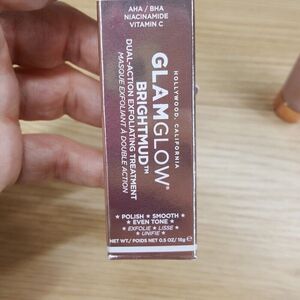 AHA / BHA
NIACINAMIDE
VITAMIN C
HOLLYWOOD, CALIFORNIA
GLAMGLOW®
BRIGHTMUD™
DUAL-ACTION EXFOLIATING TREATMENT
MASQUE EXFOLIANT À DOUBLE ACTION
★ POLISH ★ SMOOTH ★
★ EVEN TONE ★
★ EXFOLIE ★ LISSE ★
★ UNIFIE ★
NET WT./ POIDS NET 0.5 OZ/ 15g ℮